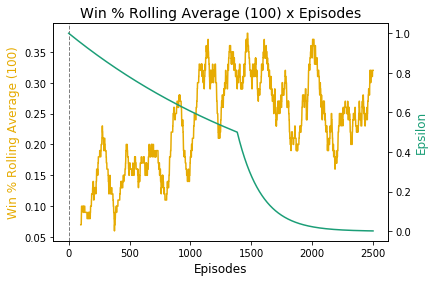 Win % Rolling Average (100) x Episodes
Win % Rolling Average (100)
0.35
0.30
0.25
0.20
0.15
0.10
0.05
1.0
0.8
0.6
0.4
0.2
0.0
Epsilon
0 500 1000 1500 2000 2500
Episodes